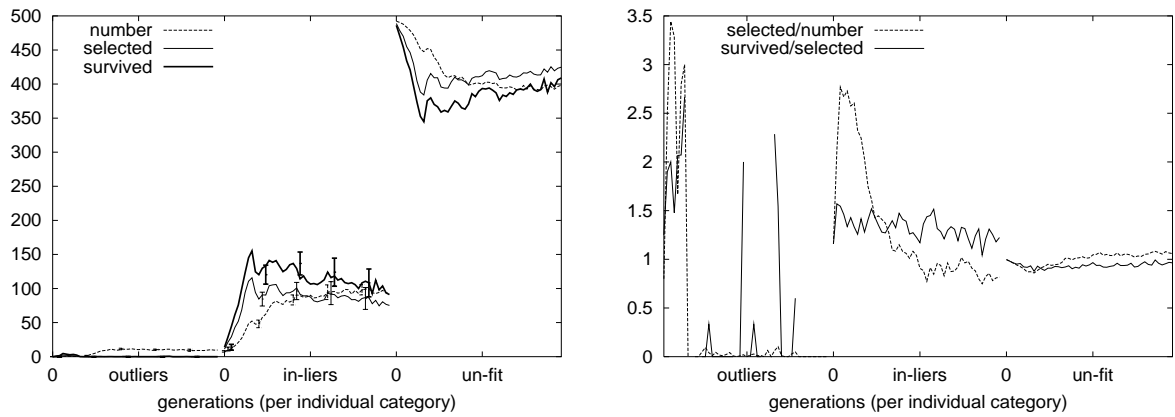 500
450
400
350
300
250
200
150
100
50
0
number
selected
survived
0 outliers 0 in-liers 0 un-fit
generations (per individual category)
3.5
3
2.5
2
1.5
1
0.5
0
selected/number
survived/selected
outliers 0 in-liers 0 un-fit
generations (per individual category)